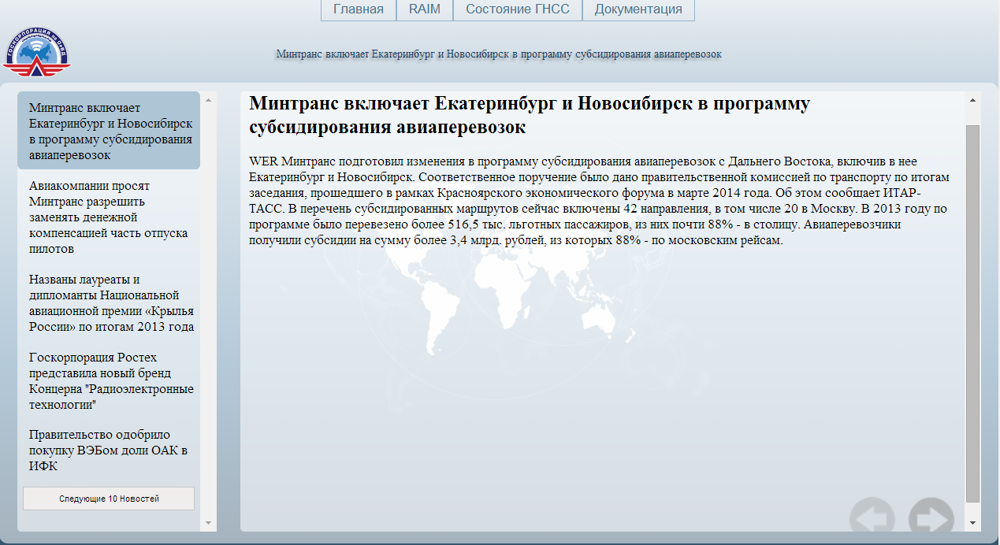 Главная RAIM Состояние ГНСС Документация
ГОСКОРПОРАЦИЯ по ОрВД
Минтранс включает Екатеринбург и Новосибирск в программу субсидирования авиаперевозок
Минтранс включает
Екатеринбург и Новосибирск
в программу субсидирования
авиаперевозок
Авиакомпании просят
Минтранс разрешить
заменять денежной
компенсацией часть отпуска
пилотов
Названы лауреаты и
дипломанты Национальной
авиационной премии «Крылья
России» по итогам 2013 года
Госкорпорация Ростех
представила новый бренд
Концерна "Радиоэлектронные
технологии"
Правительство одобрило
покупку ВЭБом доли ОАК в
ИФК
Следующие 10 Новостей
Минтранс включает Екатеринбург и Новосибирск в программу
субсидирования авиаперевозок
WER Минтранс подготовил изменения в программу субсидирования авиаперевозок с Дальнего Востока, включив в нее
Екатеринбург и Новосибирск. Соответственное поручение было дано правительственной комиссией по транспорту по итогам
заседания, прошедшего в рамках Красноярского экономического форума в марте 2014 года. Об этом сообщает ИТАР-
ТАСС. В перечень субсидированных маршрутов сейчас включены 42 направления, в том числе 20 в Москву. В 2013 году по
программе было перевезено более 516,5 тыс. льготных пассажиров, из них почти 88% - в столицу. Авиаперевозчики
получили субсидии на сумму более 3,4 млрд. рублей, из которых 88% - по московским рейсам.